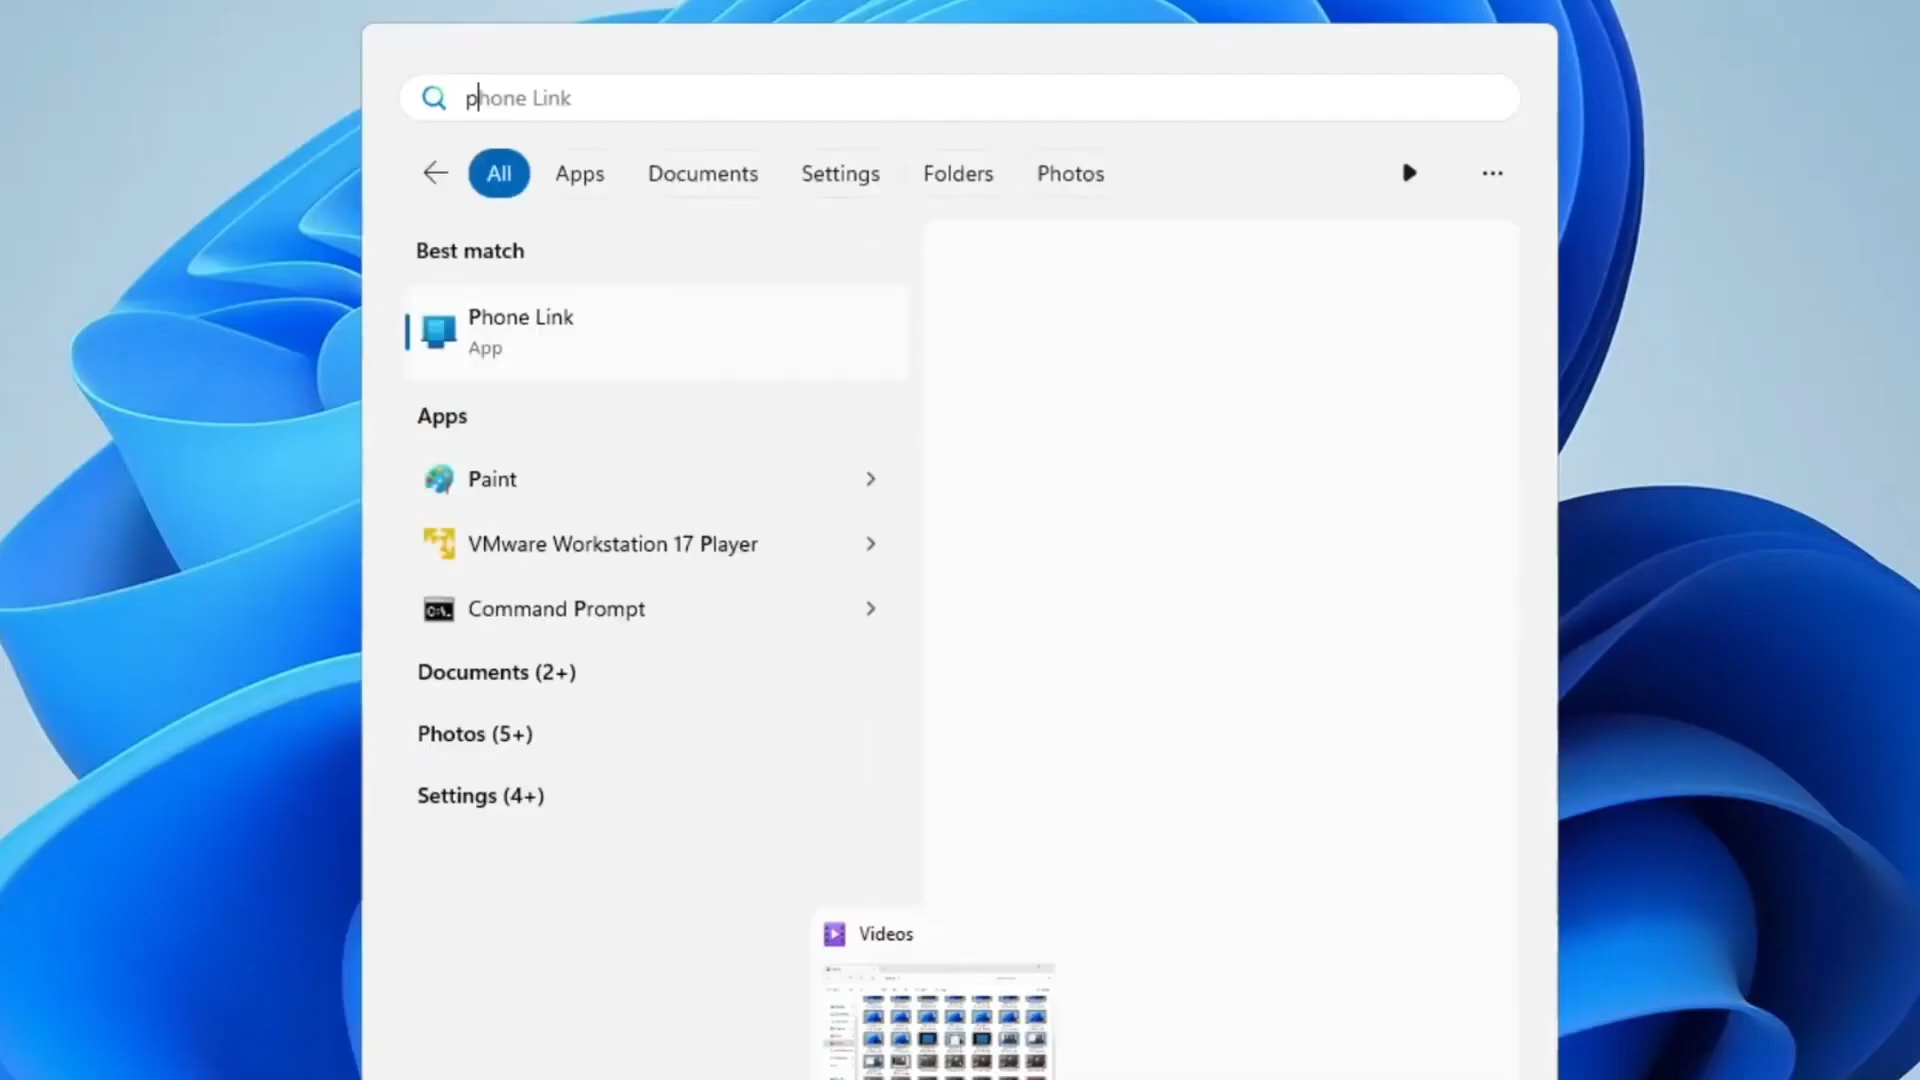 phone Link
All Apps Documents Settings Folders Photos
Best match
Phone Link
App
Apps
Paint
VMware Workstation 17 Player
Command Prompt
Documents (2+)
Photos (5+)
Settings (4+)
Videos